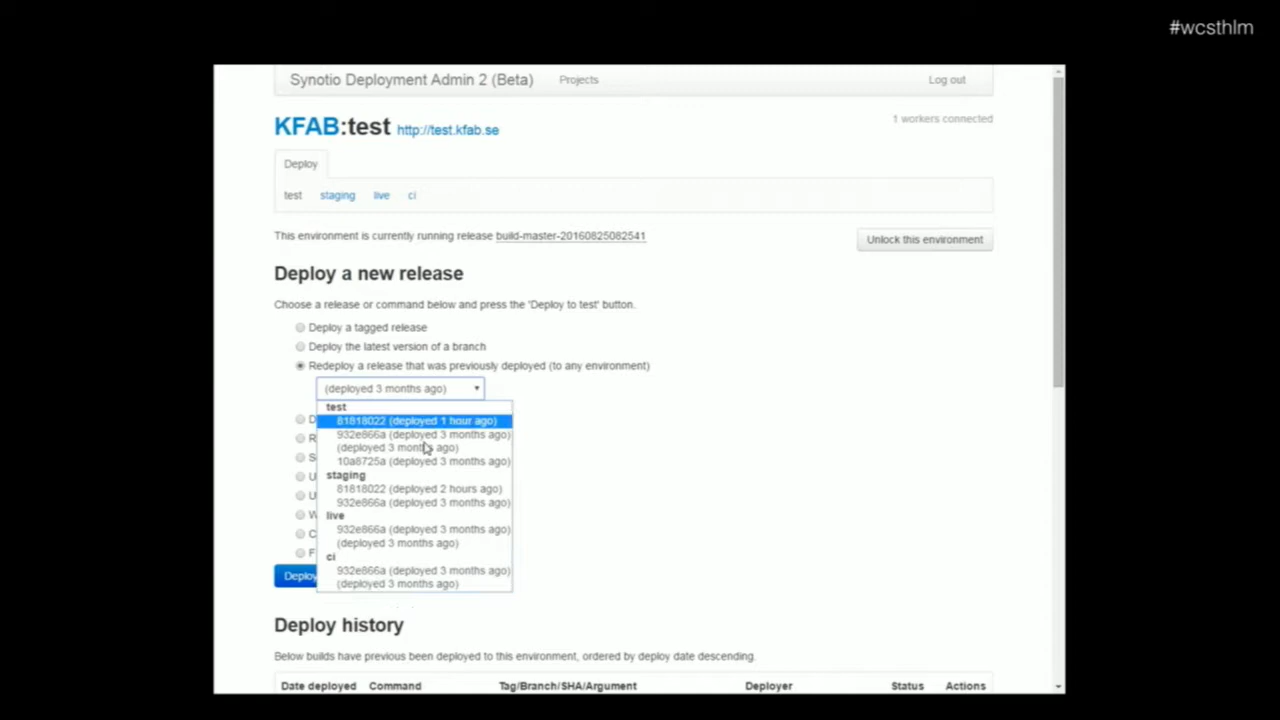 #wcsthlm
Synotio Deployment Admin 2 (Beta) Projects Log out
KFAB:test http://test.kfab.se 1 workers connected
Deploy
test staging live ci
This environment is currently running release build-master-20160825082541 Unlock this environment
Deploy a new release
Choose a release or command below and press the 'Deploy to test' button.
Deploy a tagged release
Deploy the latest version of a branch
Redeploy a release that was previously deployed (to any environment)
(deployed 3 months ago)
test
D 81818022 (deployed 1 hour ago)
R 932e866a (deployed 3 months ago)
(deployed 3 months ago)
S 10a8725a (deployed 3 months ago)
U staging
81818022 (deployed 2 hours ago)
U 932e866a (deployed 3 months ago)
W live
C 932e866a (deployed 3 months ago)
(deployed 3 months ago)
F ci
932e866a (deployed 3 months ago)
Deploy (deployed 3 months ago)
Deploy history
Below builds have previous been deployed to this environment, ordered by deploy date descending.
Date deployed Command Tag/Branch/SHA/Argument Deployer Status Actions